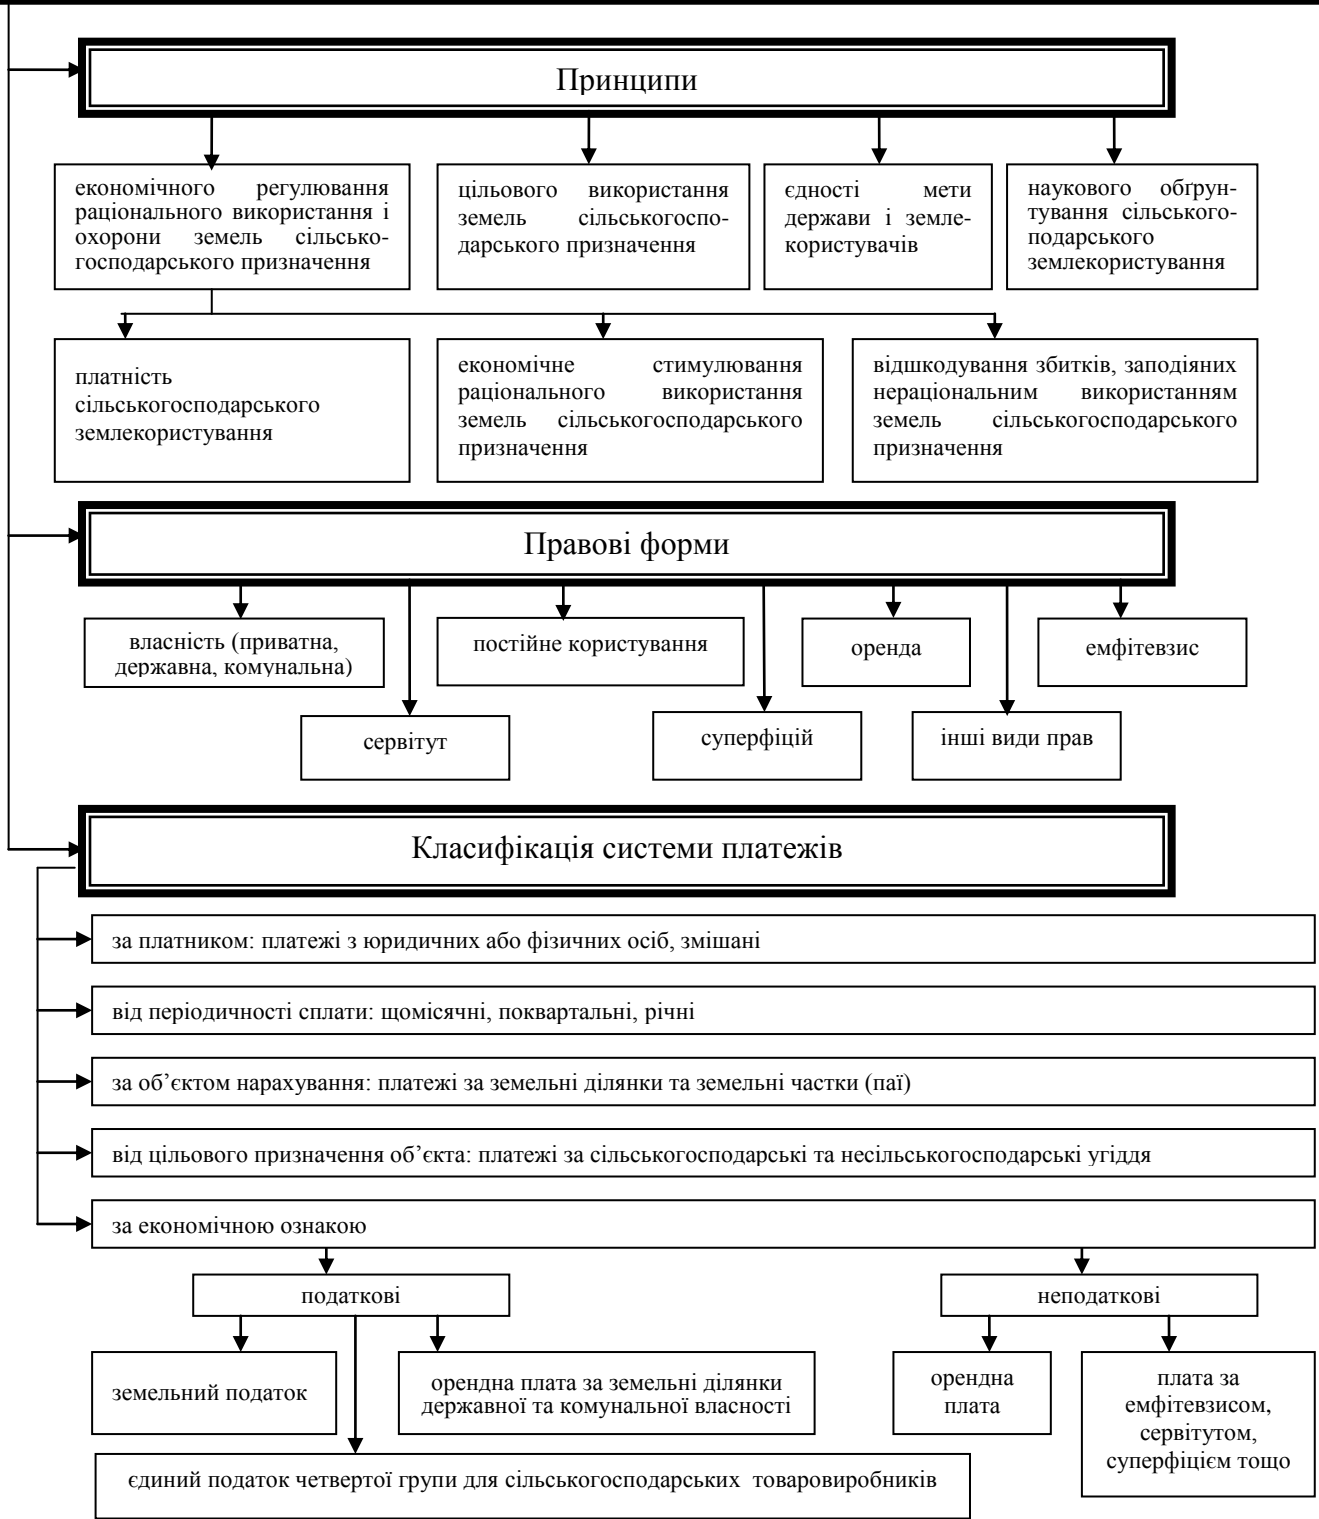 Принципи
економічного регулювання
раціонального використання і
охорони земель сільсько-
господарського призначення
цільового використання
земель сільськогоспо-
дарського призначення
єдності мети
держави і земле-
користувачів
наукового обґрун-
тування сільського-
подарського
землекористування
платність
сільськогосподарського
землекористування
економічне стимулювання
раціонального використання
земель сільськогосподарського
призначення
відшкодування збитків, заподіяних
нераціональним використанням
земель сільськогосподарського
призначення
Правові форми
власність (приватна,
державна, комунальна)
постійне користування
оренда
емфітевзис
сервітут
суперфіцій
інші види прав
Класифікація системи платежів
за платником: платежі з юридичних або фізичних осіб, змішані
від періодичності сплати: щомісячні, поквартальні, річні
за об’єктом нарахування: платежі за земельні ділянки та земельні частки (паї)
від цільового призначення об’єкта: платежі за сільськогосподарські та несільськогосподарські угіддя
за економічною ознакою
податкові
неподаткові
земельний податок
орендна плата за земельні ділянки
державної та комунальної власності
орендна
плата
плата за
емфітевзисом,
сервітутом,
суперфіцієм тощо
єдиний податок четвертої групи для сільськогосподарських товаровиробників